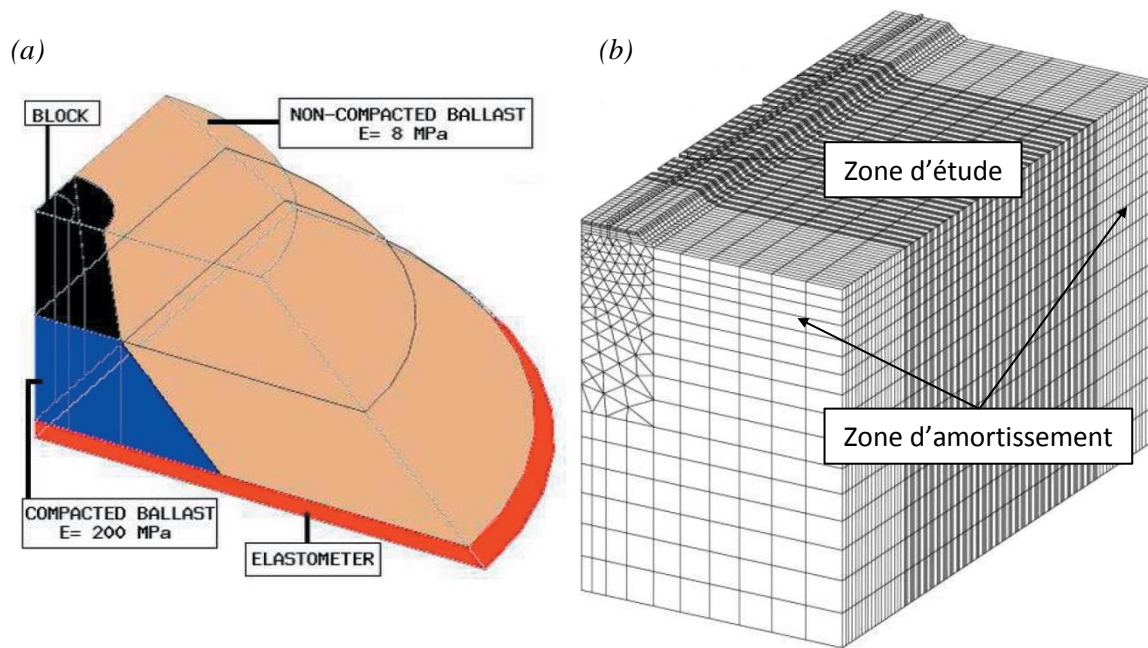 (a)
BLOCK
NON-COMPACTED BALLAST
E= 8 MPa
COMPACTED BALLAST
E= 200 MPa
ELASTOMETER
(b)
Zone d'étude
Zone d'amortissement